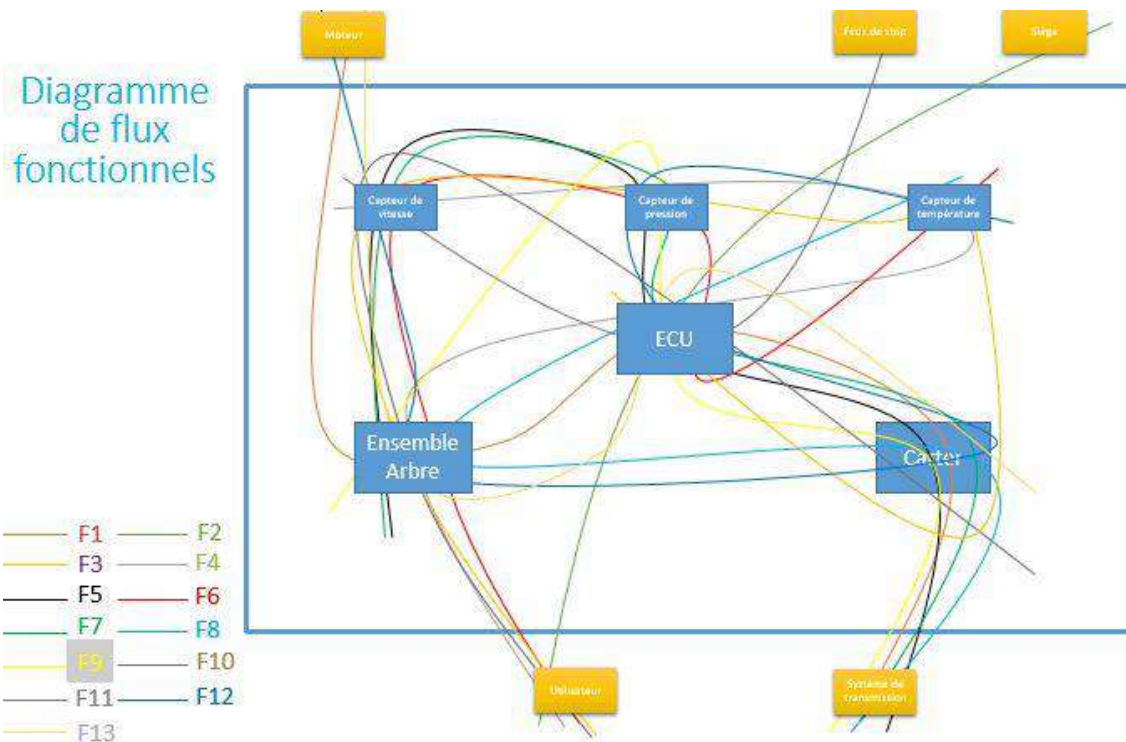 Moteur
Feux de stop
Siège
Diagramme
de flux
fonctionnels
Capteur de
vitesse
Capteur de
pression
Capteur de
température
ECU
Ensemble
Arbre
Carter
F1
F2
F3
F4
F5
F6
F7
F8
F9
F10
F11
F12
F13
Utilisateur
Système de
transmission